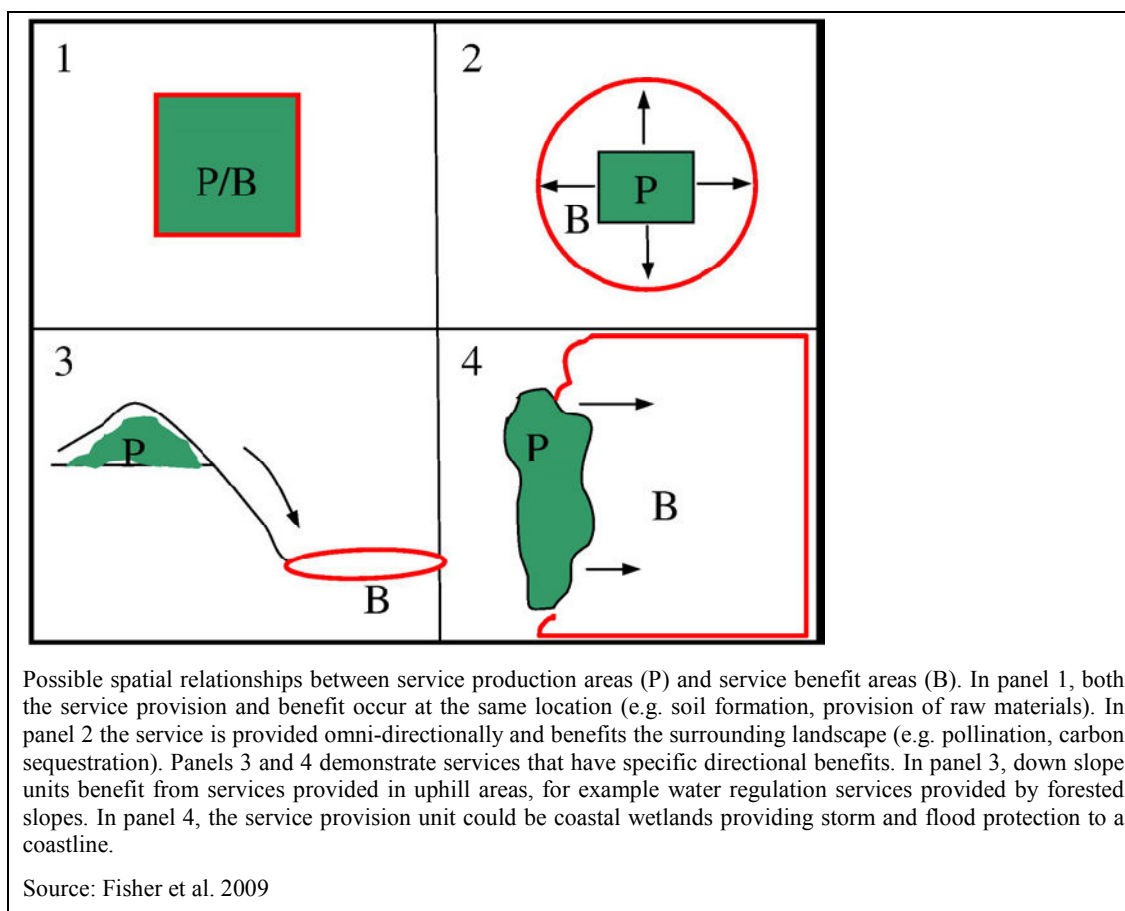 1
P/B
2
P
B
3
P
B
4
P
B
Possible spatial relationships between service production areas (P) and service benefit areas (B). In panel 1, both
the service provision and benefit occur at the same location (e.g. soil formation, provision of raw materials). In
panel 2 the service is provided omni-directionally and benefits the surrounding landscape (e.g. pollination, carbon
sequestration). Panels 3 and 4 demonstrate services that have specific directional benefits. In panel 3, down slope
units benefit from services provided in uphill areas, for example water regulation services provided by forested
slopes. In panel 4, the service provision unit could be coastal wetlands providing storm and flood protection to a
coastline.
Source: Fisher et al. 2009